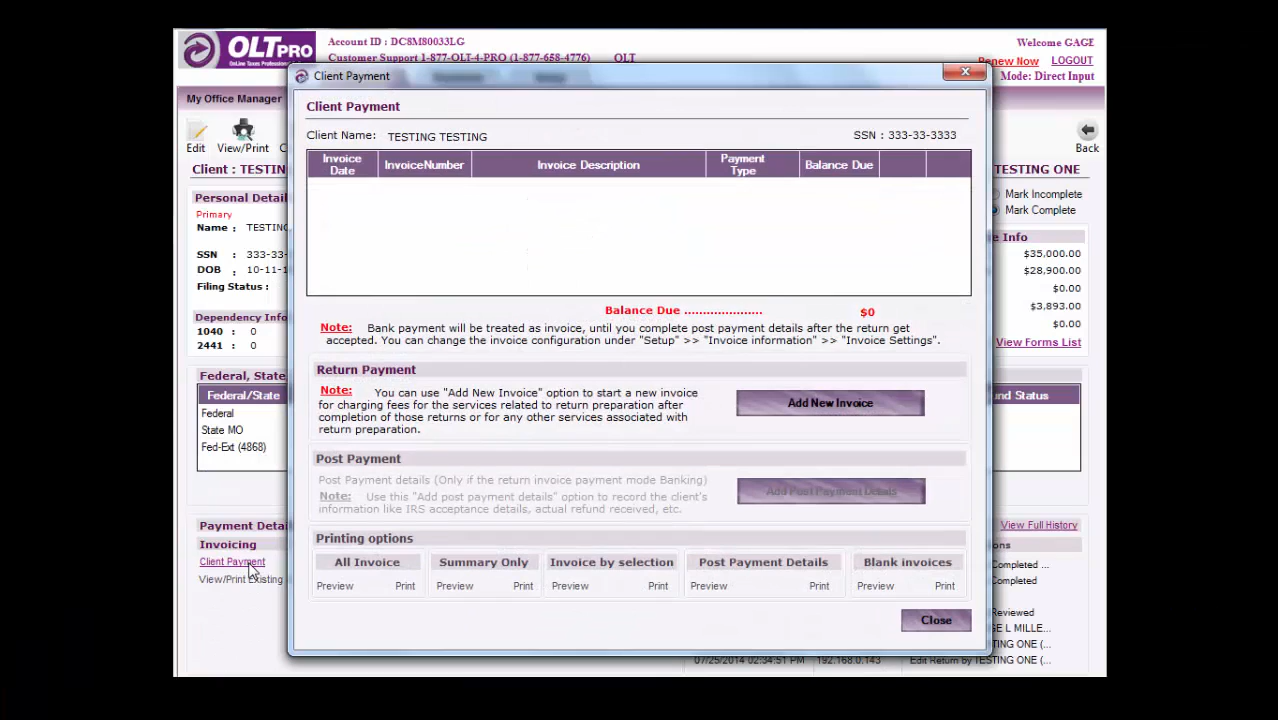 OLTPRO
OnLine Taxes Professional
Account ID : DC8M80033LG
Customer Support 1-877-OLT-4-PRO (1-877-658-4776) OLT
Welcome GAGE
Renew Now LOGOUT
Mode: Direct Input
My Office Manager
Edit View/Print
Back
Client : TESTIN
TESTING ONE
Mark Incomplete
Mark Complete
Personal Detai
Primary
Name : TESTING
SSN : 333-33-
DOB : 10-11-1
Filing Status :
Dependency Info
1040 : 0
2441 : 0
Federal, State
Federal/State
Federal
State MO
Fed-Ext (4868)
Payment Detai
Invoicing
Client Payment
View/Print Existing
Client Payment
Client Payment
Client Name: TESTING TESTING SSN : 333-33-3333
Invoice Date InvoiceNumber Invoice Description Payment Type Balance Due
Balance Due ..................... $0
Note: Bank payment will be treated as invoice, until you complete post payment details after the return get
accepted. You can change the invoice configuration under "Setup" >> "Invoice information" >> "Invoice Settings".
Return Payment
Note: You can use "Add New Invoice" option to start a new invoice
for charging fees for the services related to return preparation after
completion of those returns or for any other services associated with
return preparation.
Add New Invoice
Post Payment
Post Payment details (Only if the return invoice payment mode Banking)
Note: Use this "Add post payment details" option to record the client's
information like IRS acceptance details, actual refund received, etc.
Add Post Payment Details
Printing options
All Invoice Summary Only Invoice by selection Post Payment Details Blank invoices
Preview Print Preview Print Preview Print Preview Print Preview Print
Close
e Info
$35,000.00
$28,900.00
$0.00
$3,893.00
$0.00
View Forms List
und Status
View Full History
ons
Completed ...
Completed
Reviewed
GE L MILLE...
TESTING ONE (...
07/25/2014 02:34:51 PM 192.168.0.143 Edit Return by TESTING ONE (...